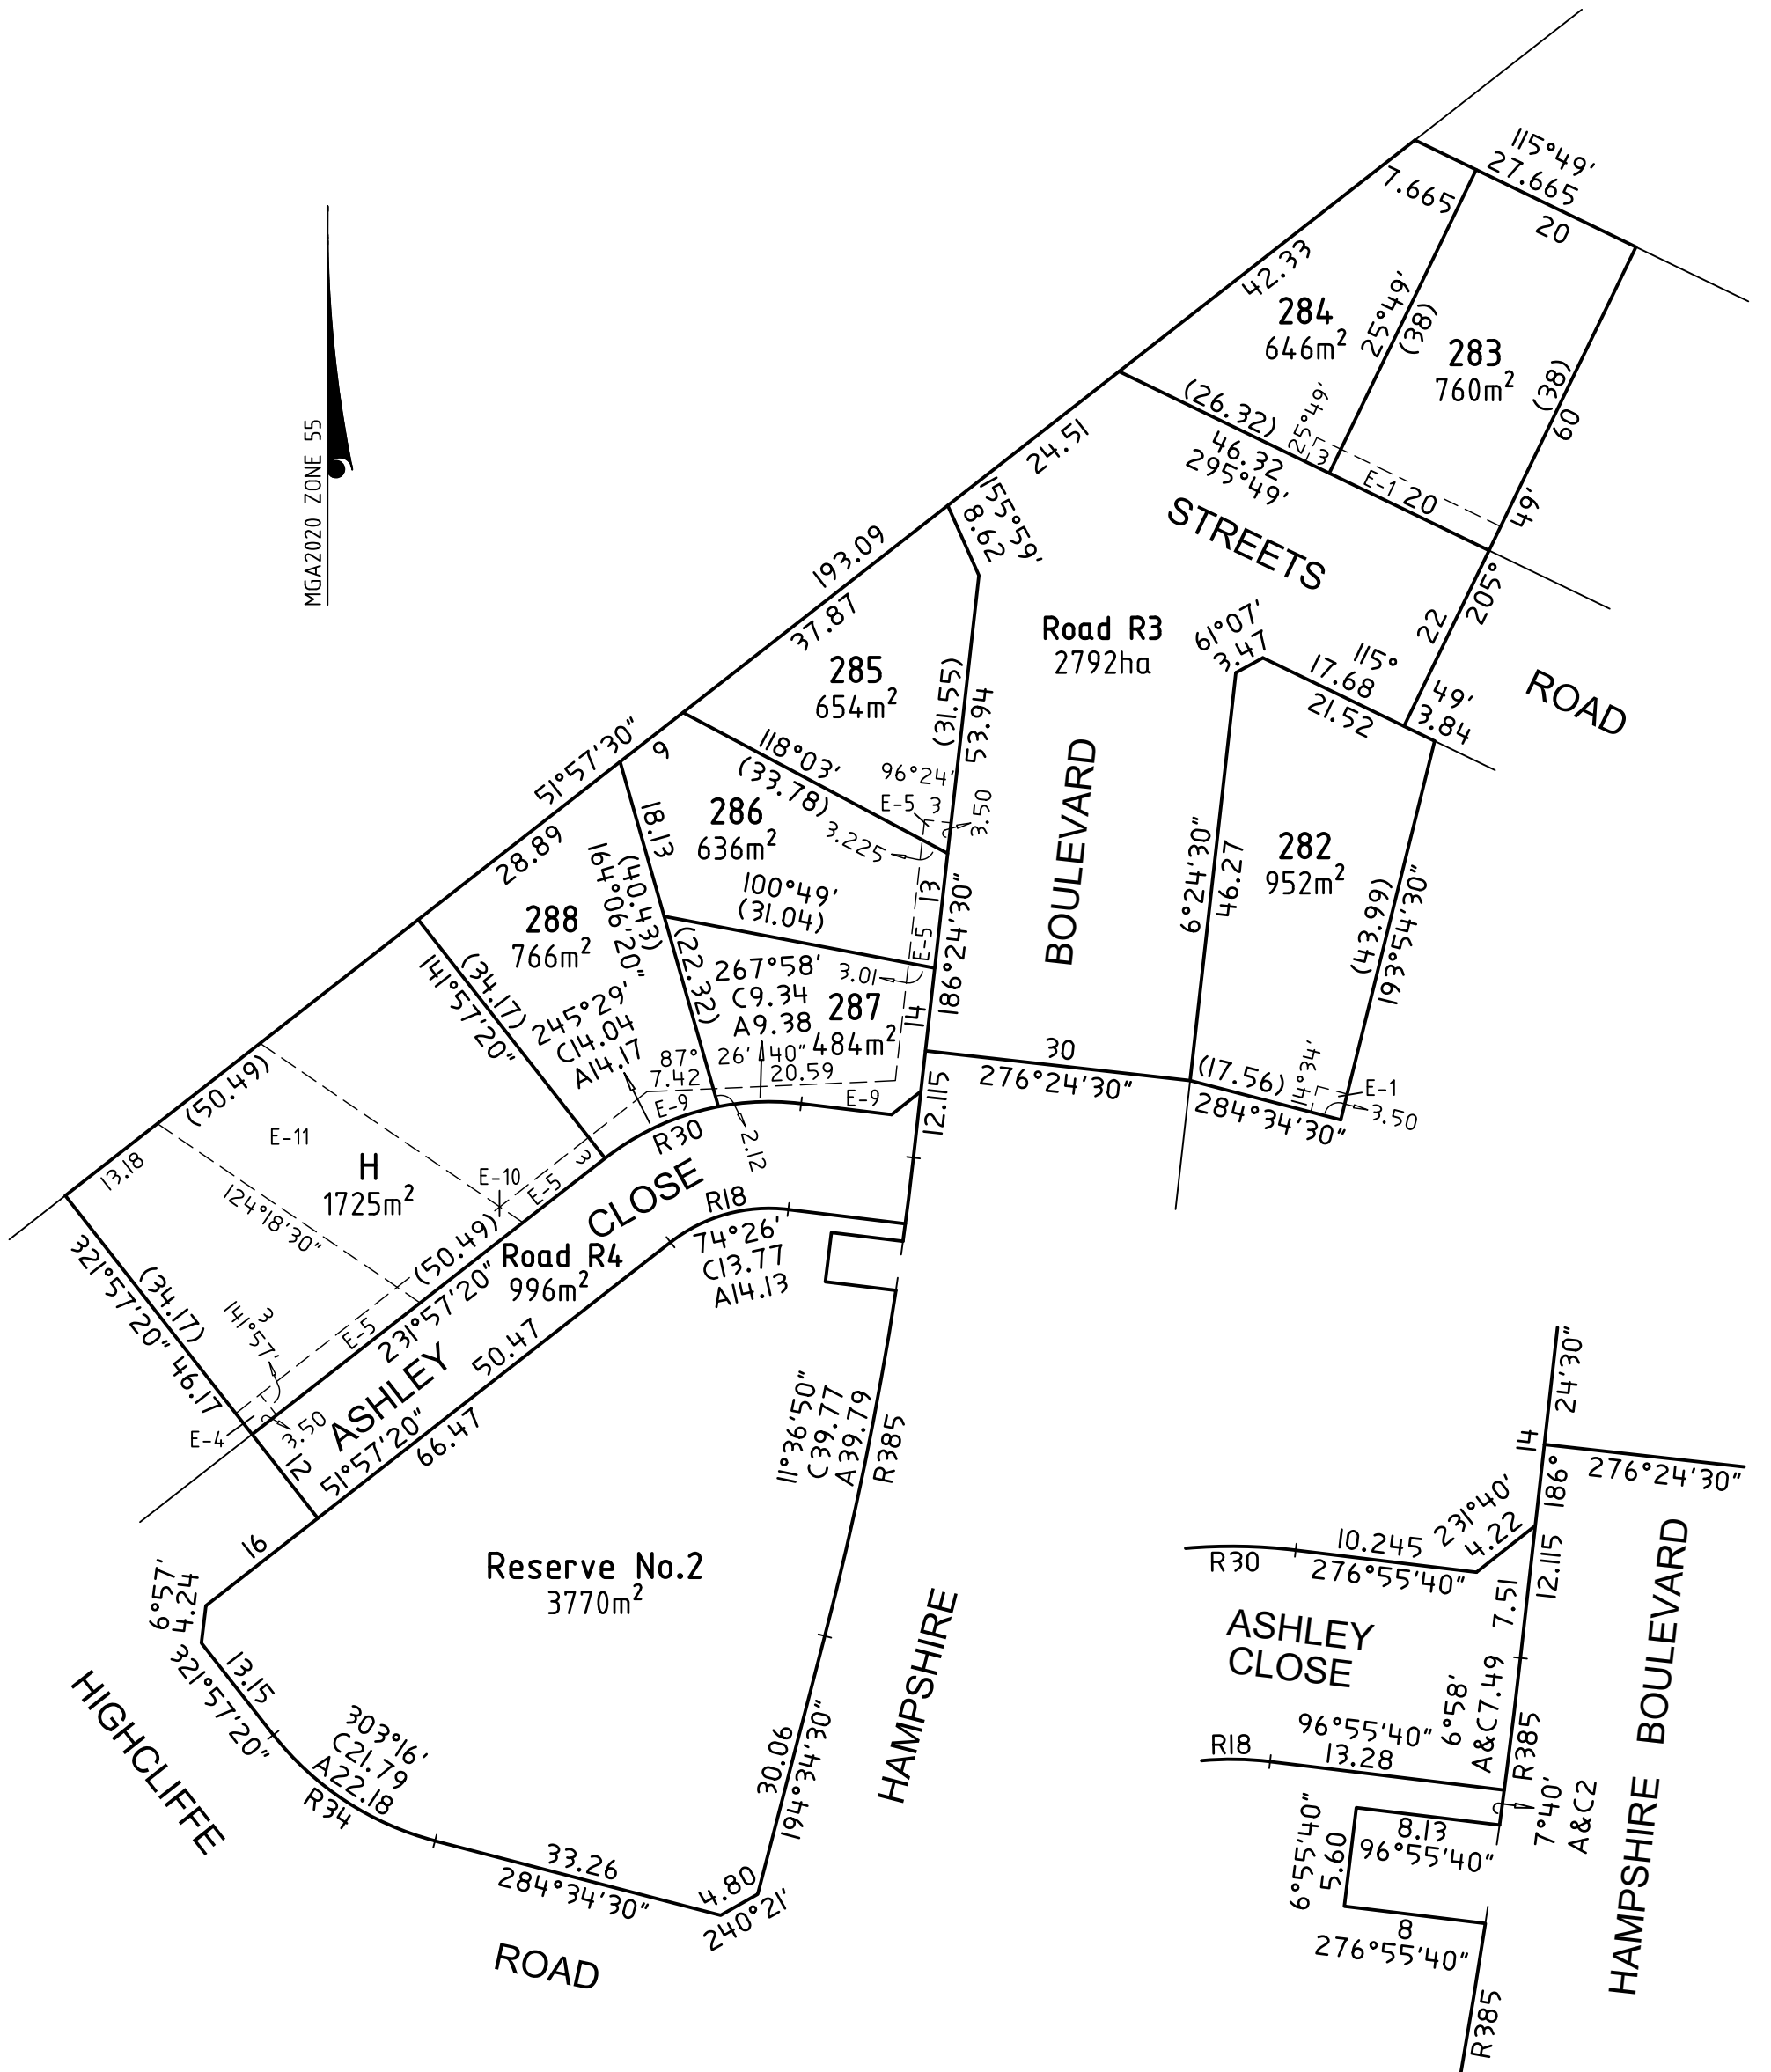 MGA2020 ZONE 55
115°49'
27.665
7.665
20
42.33
284
646m²
25°49'
(38)
283
760m²
(38)
60
(26.32)
46.32
295°49'
25°49'
3
E-1
20
49'
205°
22
24.51
155°59'
8.62
STREETS
ROAD
193.09
37.87
Road R3
2792ha
61°07'
3.47
115°
17.68
21.52
49'
3.84
285
654m²
(31.55)
53.94
51°57'30"
9
118°03'
(33.78)
96°24'
E-5
3
3.50
3.225
BOULEVARD
6°24'30"
46.27
282
952m²
(43.99)
193°54'30"
28.89
18.13
286
636m²
(40.43)
164°06'20"
100°49'
(31.04)
13
E-5
186°24'30"
288
766m²
(34.17)
141°57'20"
(22.32)
267°58'
C9.34
A9.38
3.01
287
484m²
14
245°29'
C14.04
A14.17
87°
26'
40"
7.42
20.59
E-9
E-9
30
276°24'30"
(17.56)
284°34'30"
14°34'
E-1
3.50
12.115
R30
2.12
(50.49)
E-11
H
1725m²
13.18
124°18'30"
E-10
E-5
3
CLOSE
R18
74°26'
C13.77
A14.13
(50.49)
Road R4
996m²
231°57'20"
(34.17)
321°57'20"
46.17
3
141°57'
E-5
E-4
3.50
12
ASHLEY
50.47
51°57'20"
66.47
16
11°36'50"
C39.77
A39.79
R385
Reserve No.2
3770m²
6°57'
4.24
13.15
321°57'20"
303°16'
C21.79
A22.18
R34
HIGHCLIFFE
33.26
284°34'30"
4.80
240°21'
30.06
194°34'30"
HAMPSHIRE
ROAD
24'30"
14
276°24'30"
186°
231°40'
4.22
10.245
276°55'40"
R30
12.115
7.51
ASHLEY
CLOSE
BOULEVARD
6°58'
A&C7.49
R385
96°55'40"
13.28
R18
7°40'
A&C2
8.13
96°55'40"
6°55'40"
5.60
8
276°55'40"
HAMPSHIRE
R385